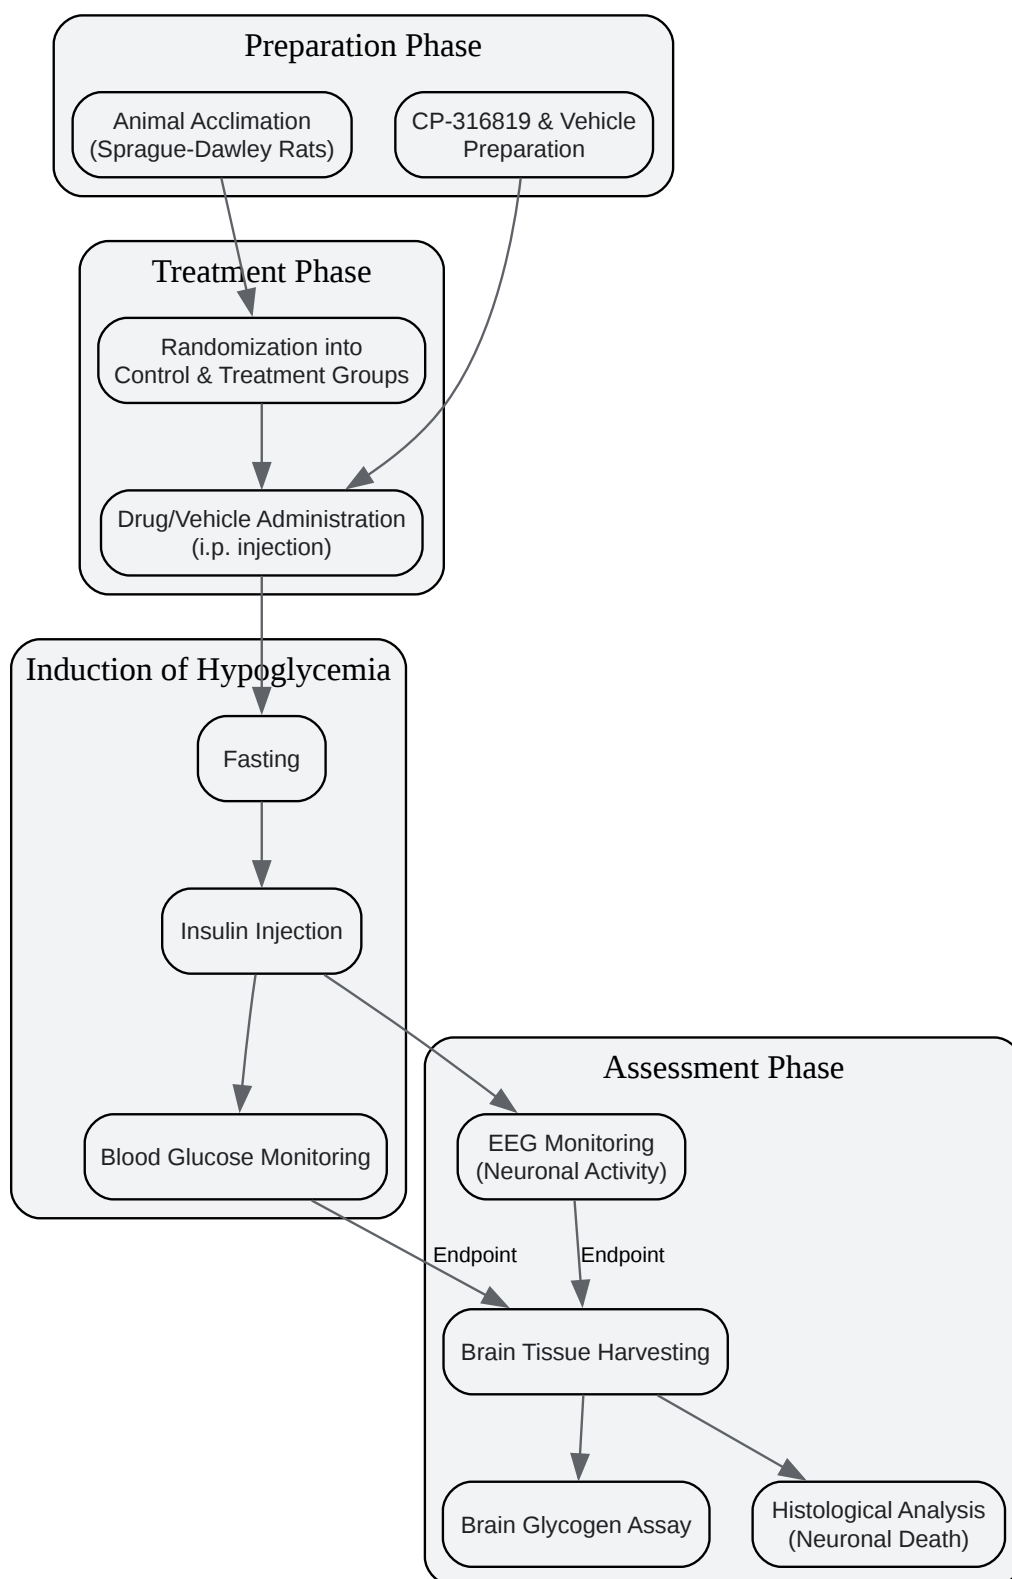 Preparation Phase
Animal Acclimation
(Sprague-Dawley Rats)
CP-316819 & Vehicle
Preparation
Treatment Phase
Randomization into
Control & Treatment Groups
Drug/Vehicle Administration
(i.p. injection)
Induction of Hypoglycemia
Fasting
Insulin Injection
Blood Glucose Monitoring
Assessment Phase
EEG Monitoring
(Neuronal Activity)
Endpoint
Endpoint
Brain Tissue Harvesting
Brain Glycogen Assay
Histological Analysis
(Neuronal Death)